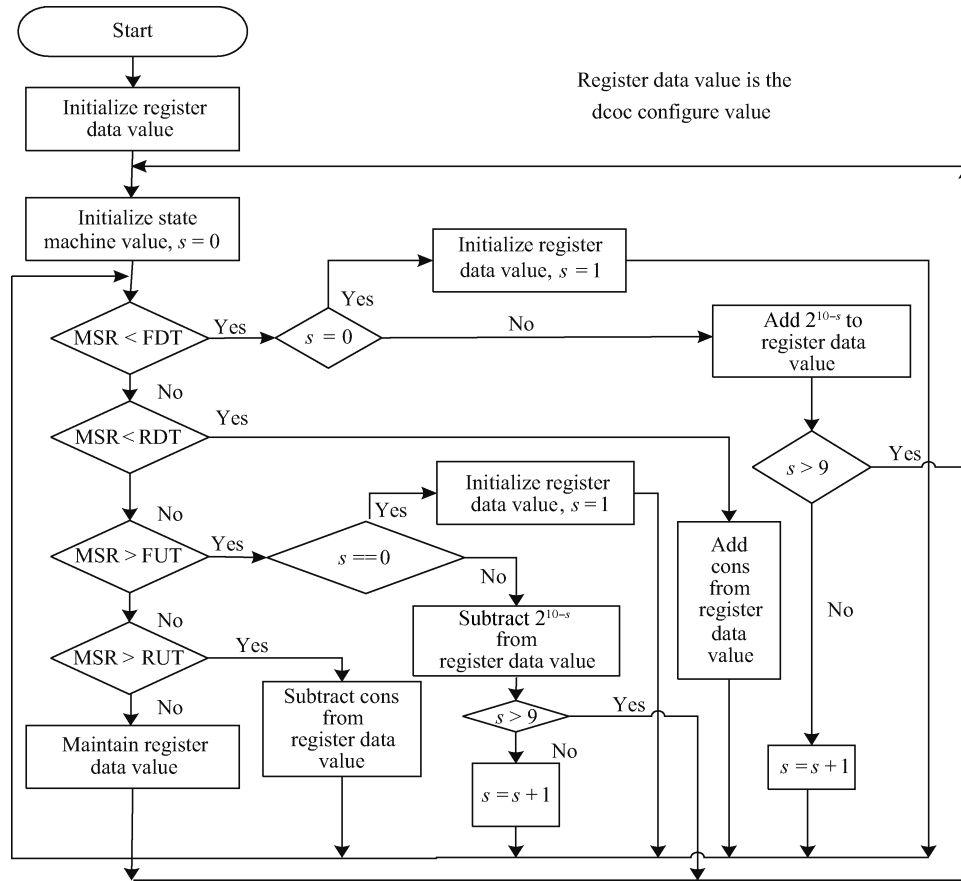 Start
Register data value is the
dcoc configure value
Initialize register
data value
Initialize state
machine value, s = 0
Initialize register
data value, s = 1
Yes
MSR < FDT
Yes
s = 0
No
Add 2^{10-s} to
register data
value
No
MSR < RDT
Yes
s > 9
Yes
Initialize register
data value, s = 1
No
Yes
MSR > FUT
Yes
s == 0
No
Add
cons
from
register
data
value
No
No
Subtract 2^{10-s}
from
register data value
MSR > RUT
Yes
Subtract cons
from
register data
value
No
s > 9
Yes
Maintain register
data value
No
s = s + 1
s = s + 1